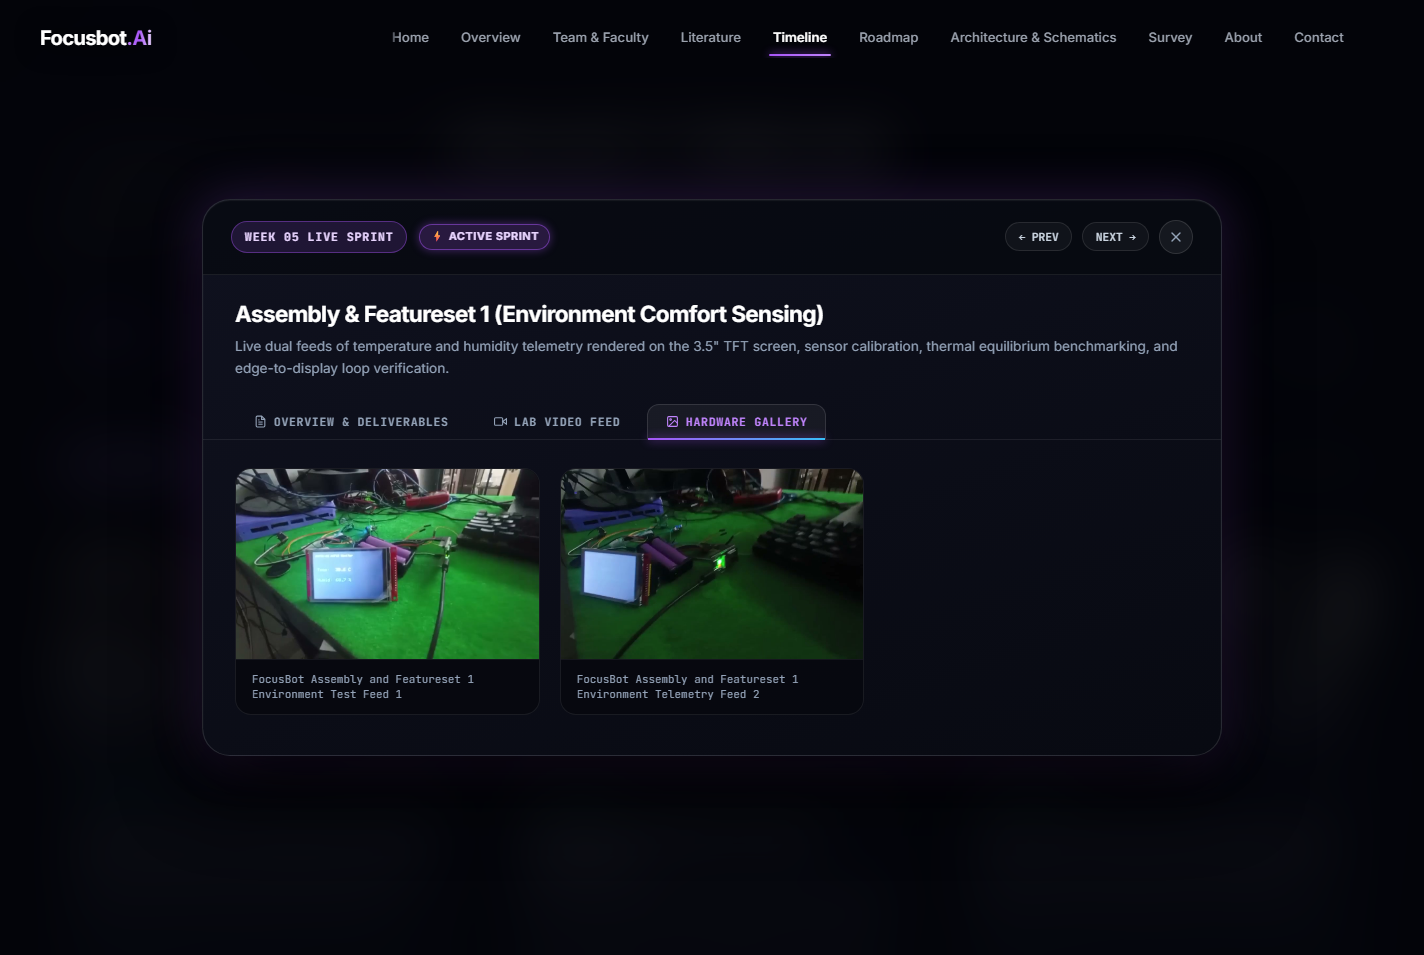 Focusbot.Ai
Home
Overview
Team & Faculty
Literature
Timeline
Roadmap
Architecture & Schematics
Survey
About
Contact
WEEK 05 LIVE SPRINT
ACTIVE SPRINT
← PREV
NEXT →
Assembly & Featureset 1 (Environment Comfort Sensing)
Live dual feeds of temperature and humidity telemetry rendered on the 3.5" TFT screen, sensor calibration, thermal equilibrium benchmarking, and
edge-to-display loop verification.
OVERVIEW & DELIVERABLES
LAB VIDEO FEED
HARDWARE GALLERY
FocusBot Assembly and Featureset 1
Environment Test Feed 1
FocusBot Assembly and Featureset 1
Environment Telemetry Feed 2